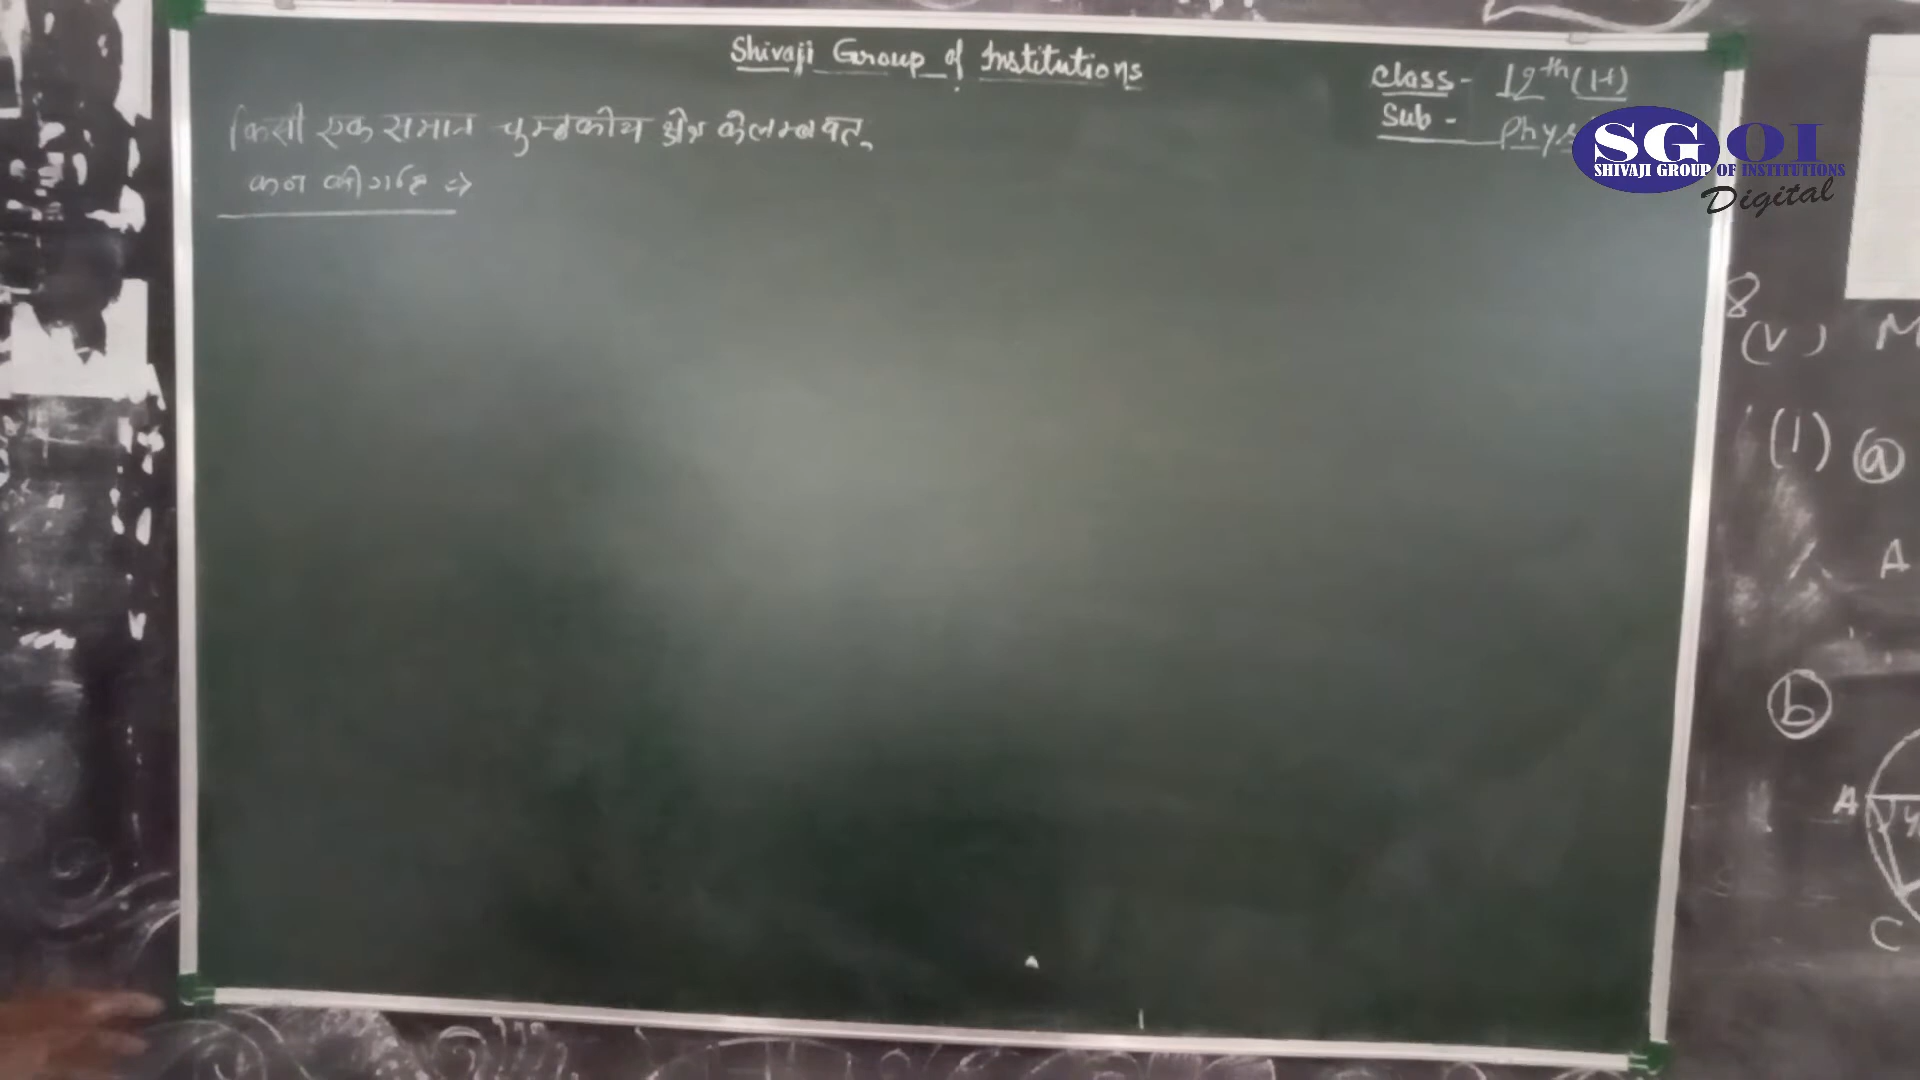 Shivaji Group of Institutions
Class - 12th (H)
Sub - Phys
किसी एक समान चुम्बकीय क्षेत्र के लम्बवत्
कण की गति ⇒
SGOI
SHIVAJI GROUP OF INSTITUTIONS
Digital
8
(v) M
(1) (a)
A
(b)
A
C